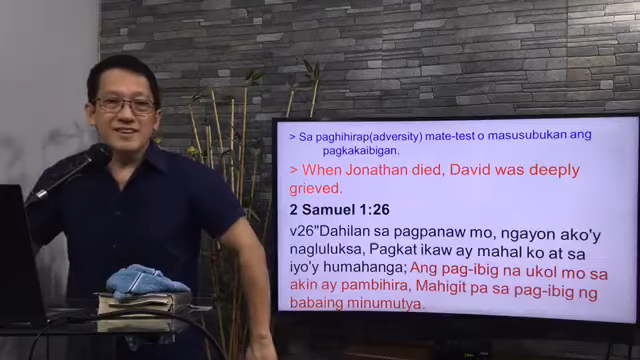 > Sa paghihirap(adversity) mate-test o masusubukan ang
pagkakaibigan.
> When Jonathan died, David was deeply
grieved.
2 Samuel 1:26
v26"Dahilan sa pagpanaw mo, ngayon ako'y
nagluluksa, Pagkat ikaw ay mahal ko at sa
iyo'y humahanga; Ang pag-ibig na ukol mo sa
akin ay pambihira, Mahigit pa sa pag-ibig ng
babaing minumutya.